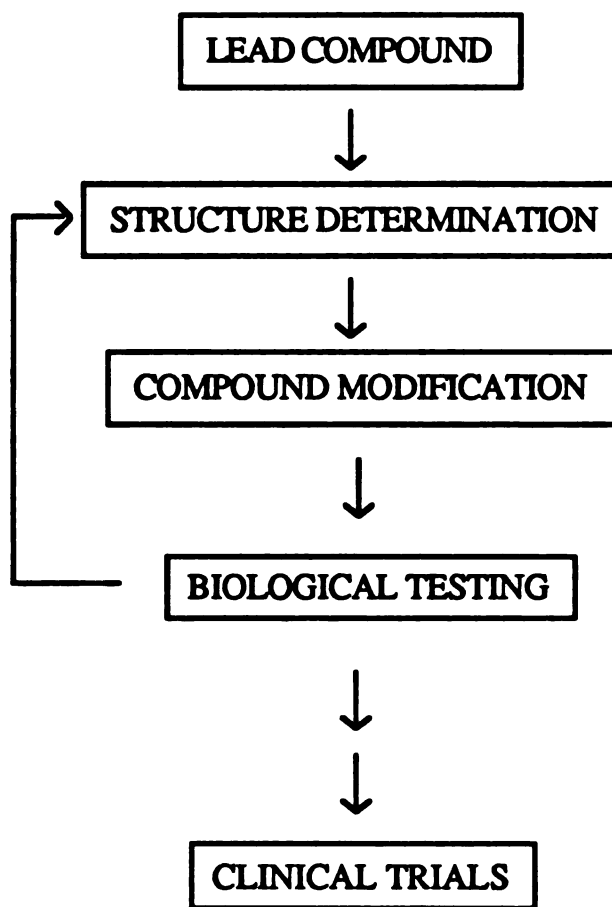 LEAD COMPOUND
STRUCTURE DETERMINATION
COMPOUND MODIFICATION
BIOLOGICAL TESTING
CLINICAL TRIALS